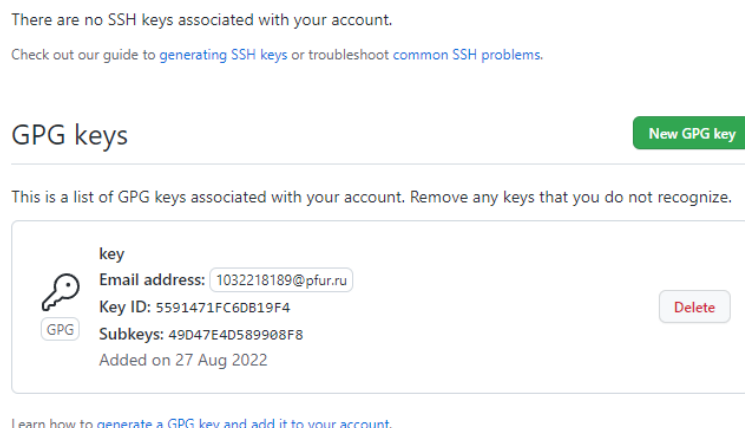 There are no SSH keys associated with your account.
Check out our guide to generating SSH keys or troubleshoot common SSH problems.
GPG keys
New GPG key
This is a list of GPG keys associated with your account. Remove any keys that you do not recognize.
key
Email address: 1032218189@pfur.ru
Key ID: 5591471FC6DB19F4
GPG
Subkeys: 49D47E4D589908F8
Added on 27 Aug 2022
Delete
Learn how to generate a GPG key and add it to your account.